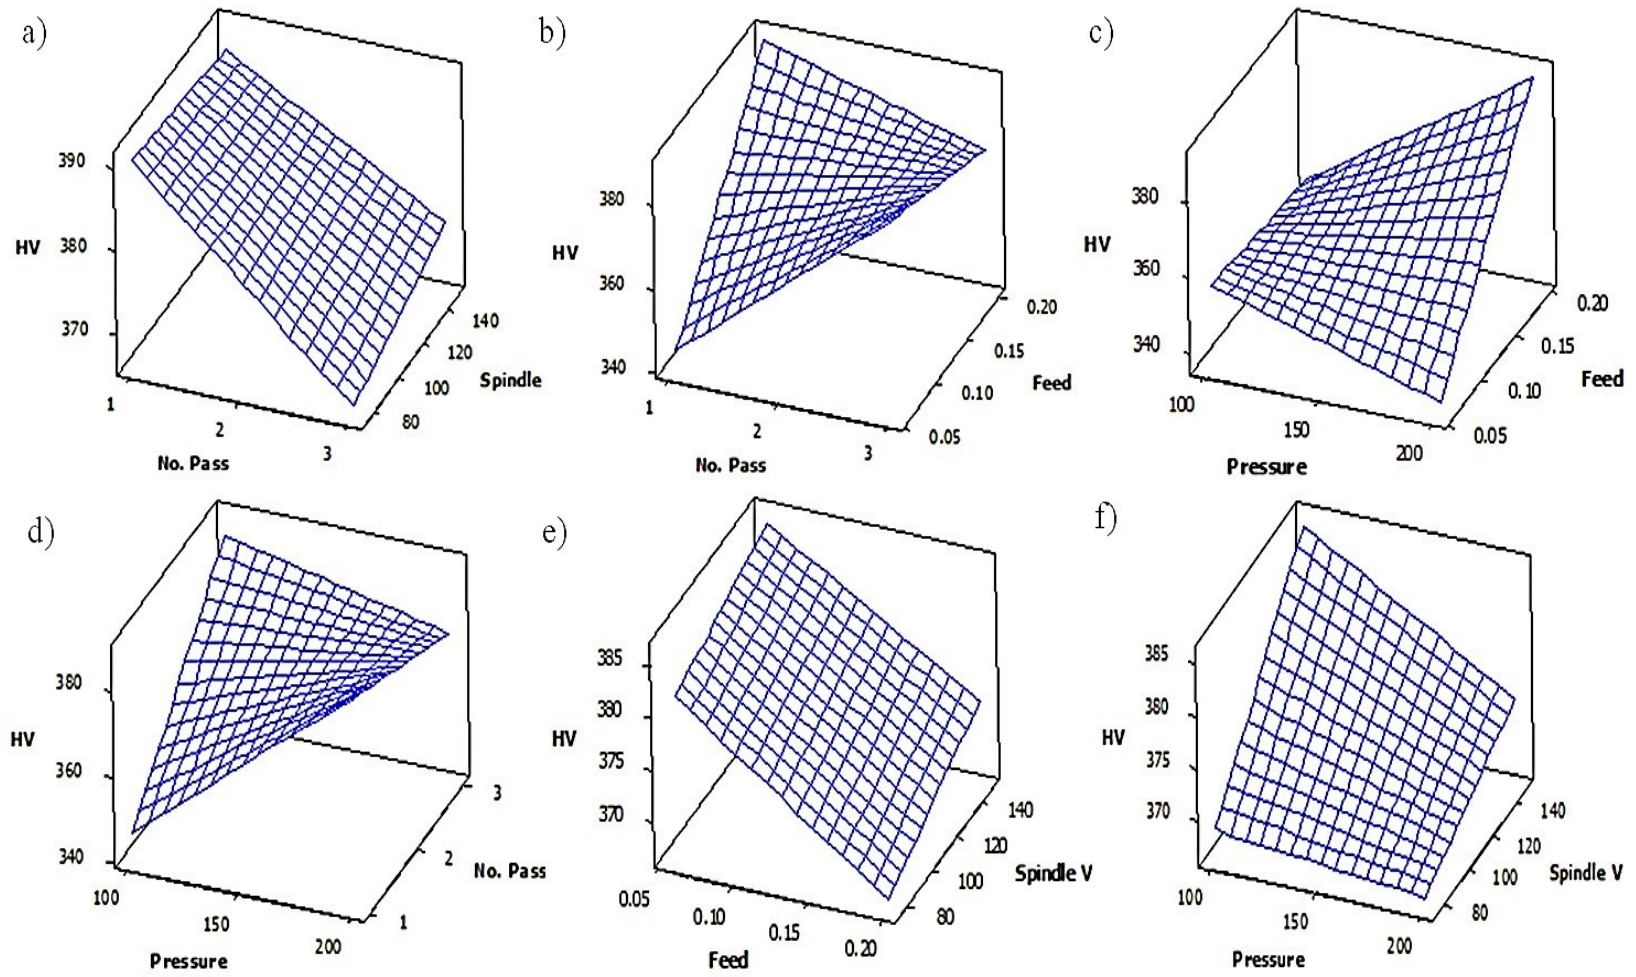 a)
390
HV
380
370
1
2
3
No. Pass
80
100
120
140
Spindle
b)
380
HV
360
340
1
2
3
No. Pass
0.05
0.10
0.15
0.20
Feed
c)
380
HV
360
340
100
150
200
Pressure
0.05
0.10
0.15
0.20
Feed
d)
380
HV
360
340
100
150
200
Pressure
1
2
3
No. Pass
e)
385
380
HV
375
370
0.05
0.10
0.15
0.20
Feed
80
100
120
140
Spindle V
f)
385
380
HV
375
370
100
150
200
Pressure
80
100
120
140
Spindle V